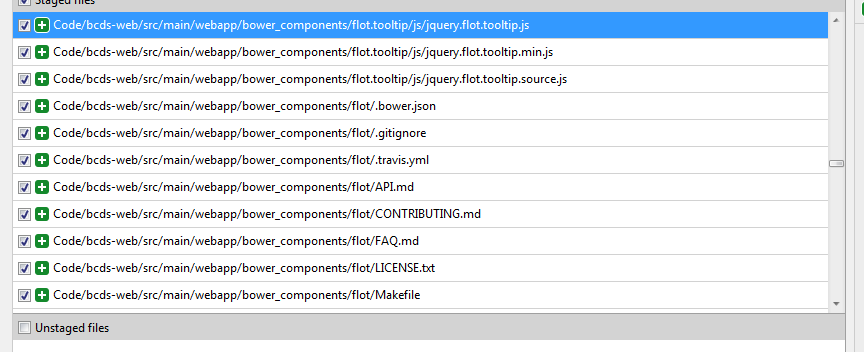 Staged files
Code/bcds-web/src/main/webapp/bower_components/flot.tooltip/js/jquery.flot.tooltip.js
Code/bcds-web/src/main/webapp/bower_components/flot.tooltip/js/jquery.flot.tooltip.min.js
Code/bcds-web/src/main/webapp/bower_components/flot.tooltip/js/jquery.flot.tooltip.source.js
Code/bcds-web/src/main/webapp/bower_components/flot/.bower.json
Code/bcds-web/src/main/webapp/bower_components/flot/.gitignore
Code/bcds-web/src/main/webapp/bower_components/flot/.travis.yml
Code/bcds-web/src/main/webapp/bower_components/flot/API.md
Code/bcds-web/src/main/webapp/bower_components/flot/CONTRIBUTING.md
Code/bcds-web/src/main/webapp/bower_components/flot/FAQ.md
Code/bcds-web/src/main/webapp/bower_components/flot/LICENSE.txt
Code/bcds-web/src/main/webapp/bower_components/flot/Makefile
Unstaged files